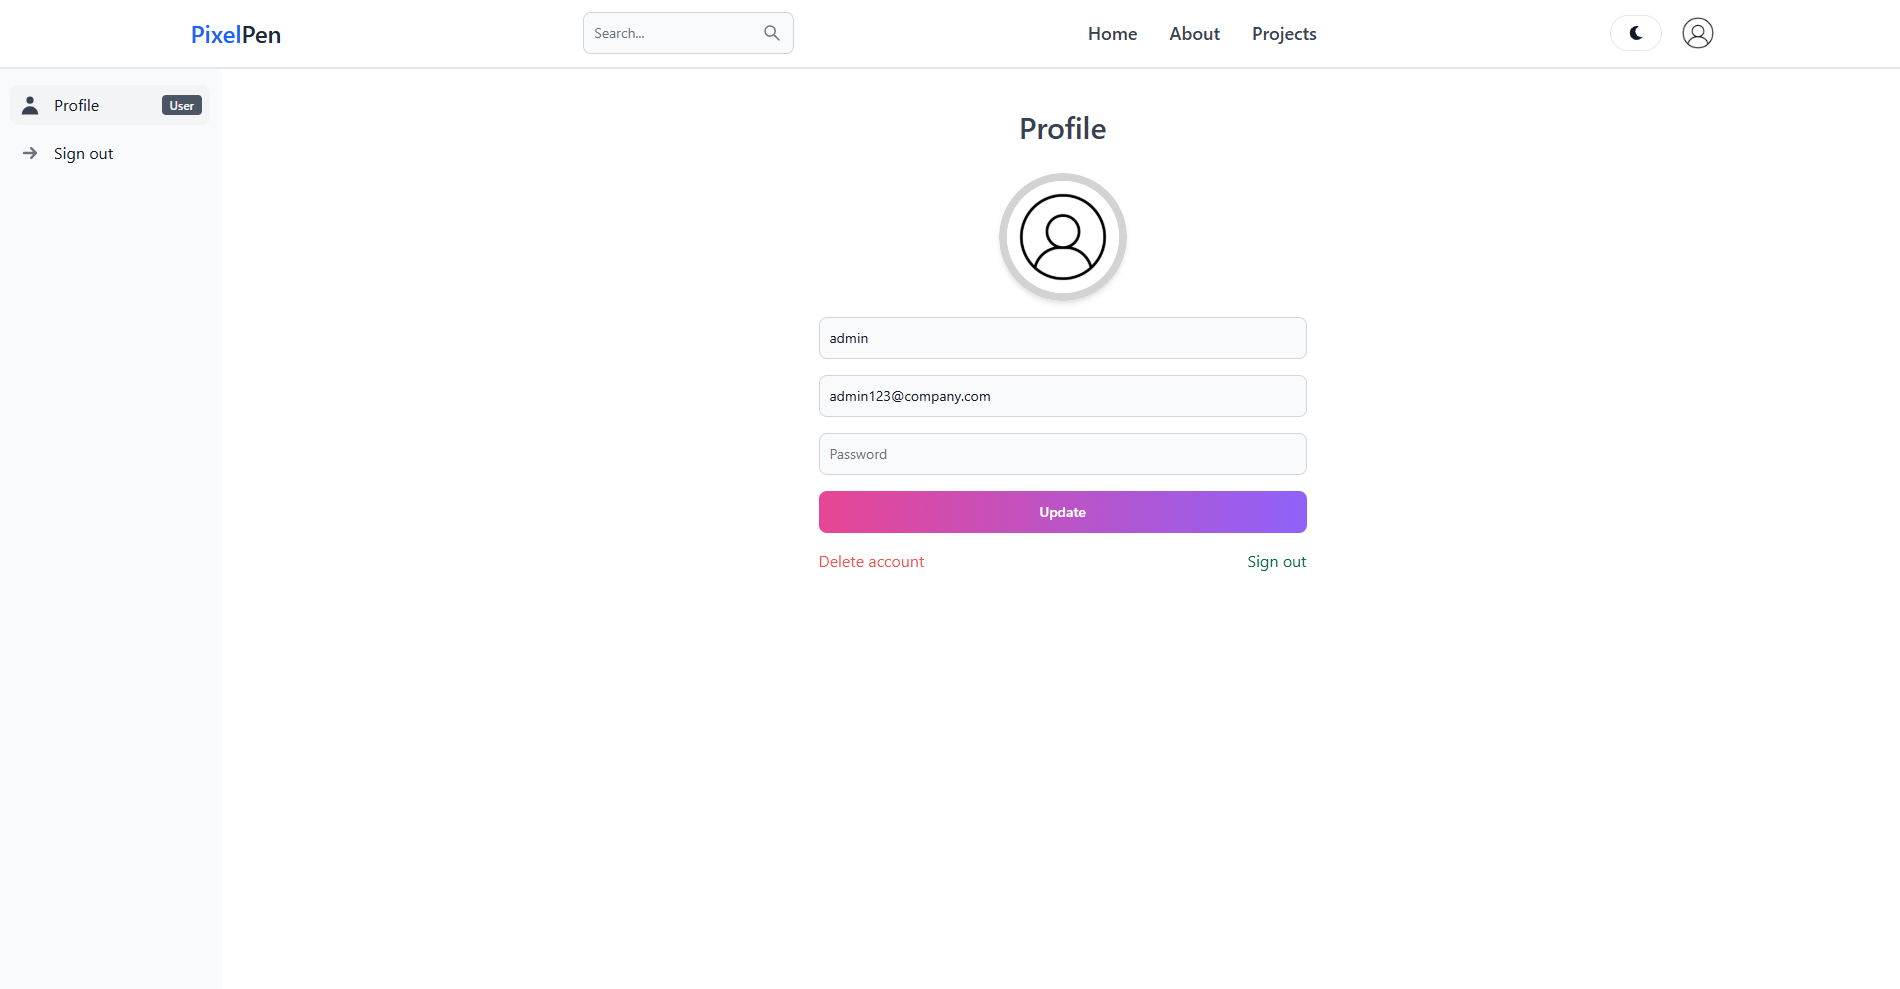 PixelPen
Search...
Home
About
Projects
Profile
User
Sign out
Profile
admin
admin123@company.com
Password
Update
Delete account
Sign out